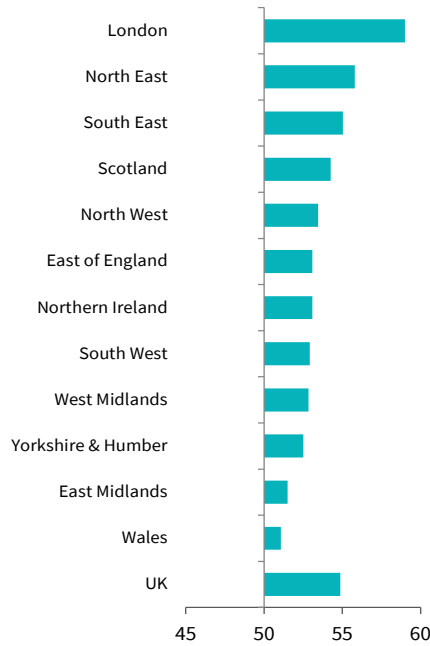 London
North East
South East
Scotland
North West
East of England
Northern Ireland
South West
West Midlands
Yorkshire & Humber
East Midlands
Wales
UK
45 50 55 60